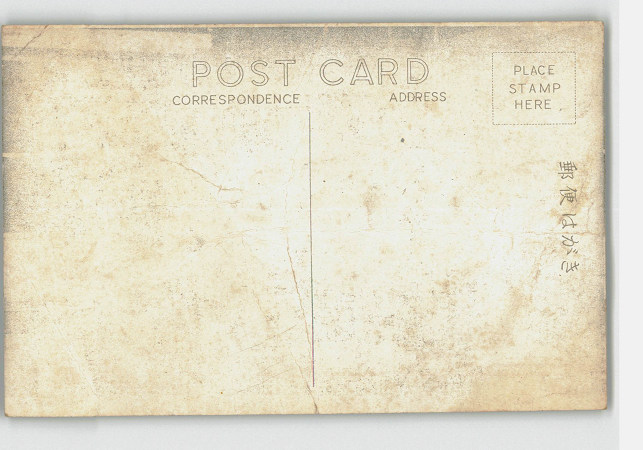 POST CARD
CORRESPONDENCE
ADDRESS
PLACE
STAMP
HERE
郵便はがき